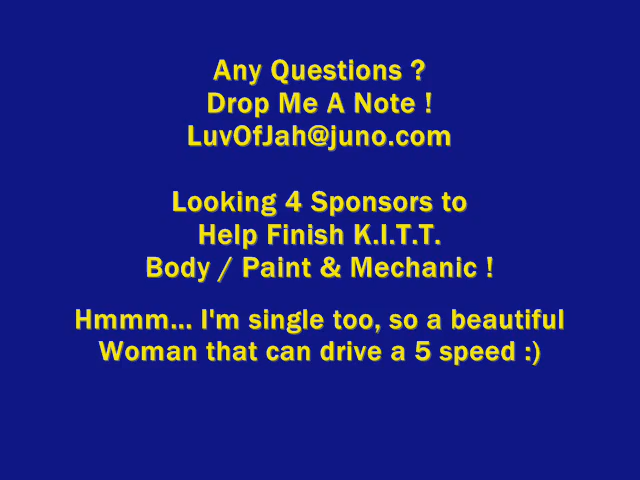 Any Questions ?
Drop Me A Note !
LuvOfJah@juno.com
Looking 4 Sponsors to
Help Finish K.I.T.T.
Body / Paint & Mechanic !
Hmmm... I'm single too, so a beautiful
Woman that can drive a 5 speed :)